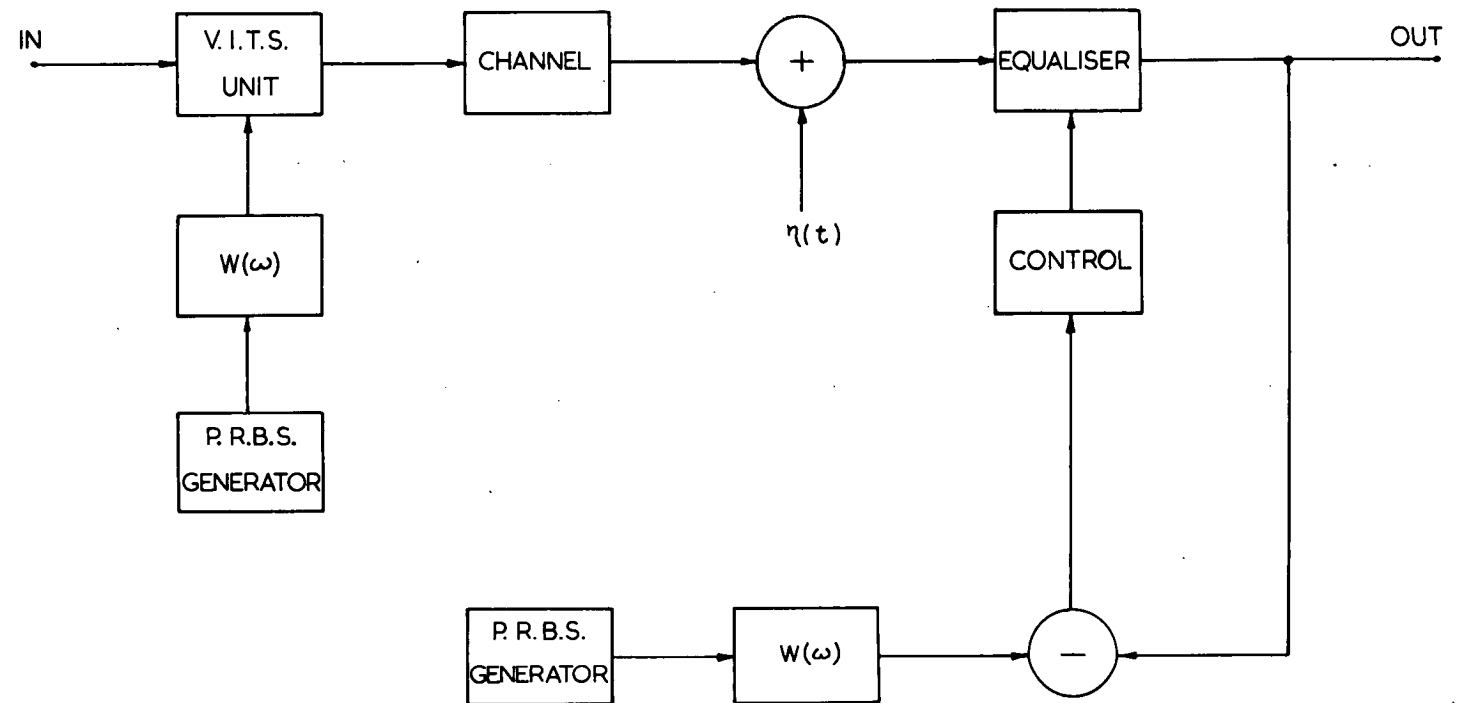 IN
V.I.T.S.
UNIT
CHANNEL
+
EQUALISER
OUT
η(t)
W(ω)
CONTROL
P.R.B.S.
GENERATOR
P.R.B.S.
GENERATOR
W(ω)
−